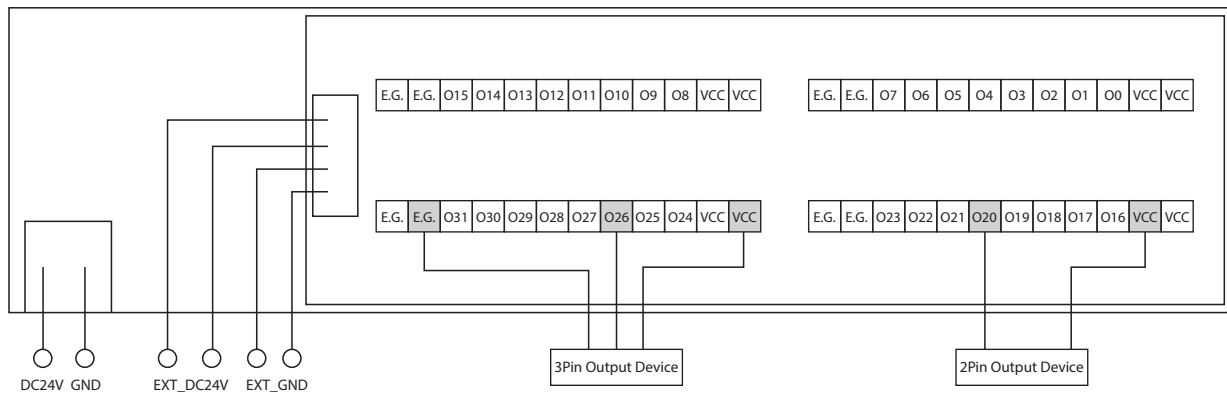 E.G. E.G. O15 O14 O13 O12 O11 O10 O9 O8 VCC VCC
E.G. E.G. O7 O6 O5 O4 O3 O2 O1 O0 VCC VCC
E.G. E.G. O31 O30 O29 O28 O27 O26 O25 O24 VCC VCC
E.G. E.G. O23 O22 O21 O20 O19 O18 O17 O16 VCC VCC
3Pin Output Device
2Pin Output Device
DC24V GND EXT_DC24V EXT_GND